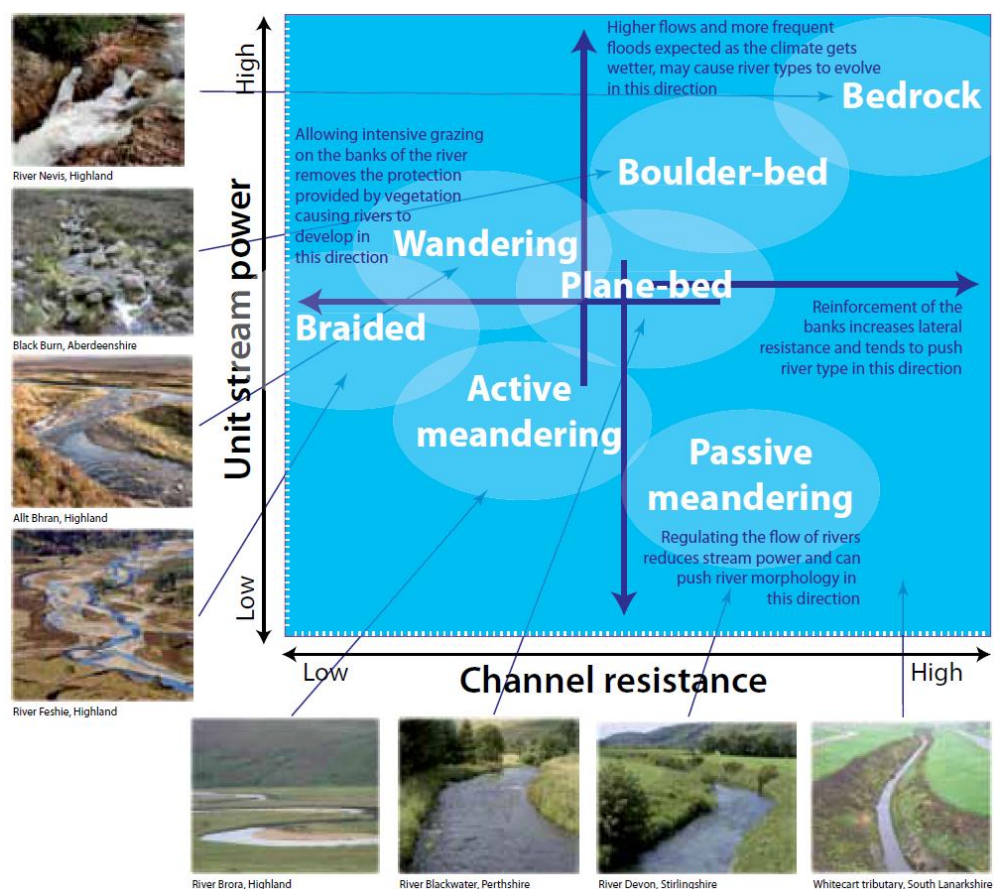 High
Unit stream power
Low
River Nevis, Highland
Black Burn, Aberdeenshire
Allt Bhran, Highland
River Feshie, Highland
Higher flows and more frequent
floods expected as the climate gets
wetter, may cause river types to evolve
in this direction
Bedrock
Allowing intensive grazing
on the banks of the river
removes the protection
provided by vegetation
causing rivers to
develop in
this direction
Boulder-bed
Wandering
Plane-bed
Braided
Reinforcement of the
banks increases lateral
resistance and tends to push
river type in this direction
Active
meandering
Passive
meandering
Regulating the flow of rivers
reduces stream power and can
push river morphology in
this direction
Low
Channel resistance
High
River Brora, Highland
River Blackwater, Perthshire
River Devon, Stirlingshire
Whitecart tributary, South Lanarkshire